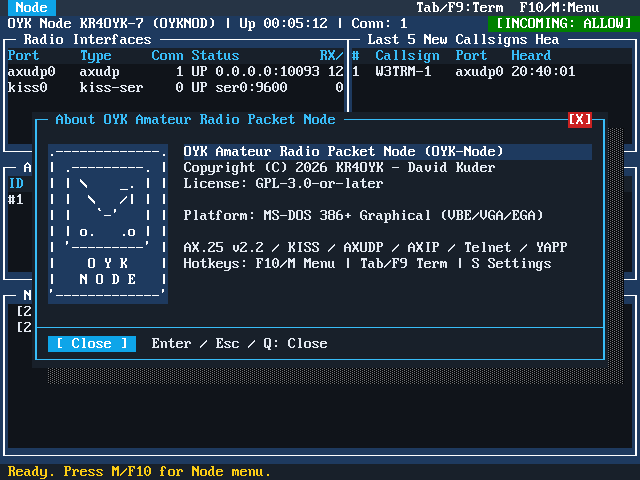 Node Tab/F9:Term F10/M:Menu
OYK Node KR4OYK-7 (OYKNOD) | Up 00:05:12 | Conn: 1 [INCOMING: ALLOW]
Radio Interfaces
Port Type Conn Status RX/
axudp0 axudp 1 UP 0.0.0.0:10093 12
kiss0 kiss-ser 0 UP ser0:9600 0
Last 5 New Callsigns Hea
# Callsign Port Heard
1 W3TRM-1 axudp0 20:40:01
A
ID
#1
N
[2
[2
About OYK Amateur Radio Packet Node [X]
OYK Amateur Radio Packet Node (OYK-Node)
Copyright (C) 2026 KR4OYK - David Kuder
License: GPL-3.0-or-later
Platform: MS-DOS 386+ Graphical (VBE/VGA/EGA)
AX.25 v2.2 / KISS / AXUDP / AXIP / Telnet / YAPP
Hotkeys: F10/M Menu | Tab/F9 Term | S Settings
O Y K
N O D E
[ Close ] Enter / Esc / Q: Close
Ready. Press M/F10 for Node menu.